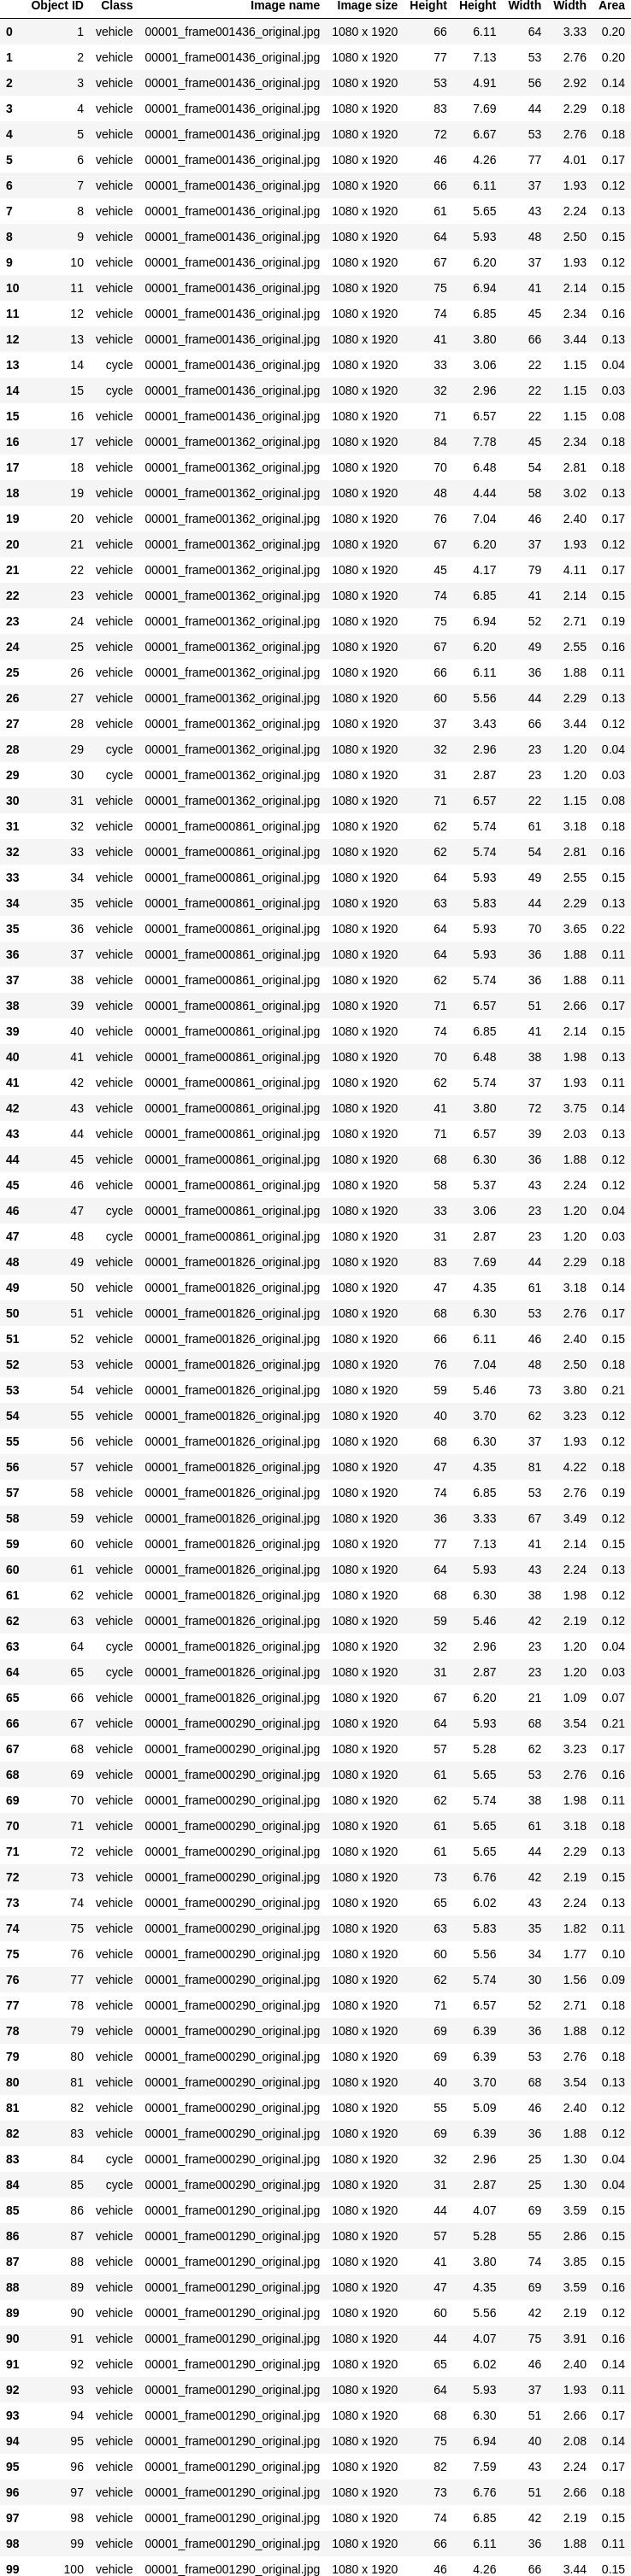 Object ID Class Image name Image size Height Height Width Width Area
0 1 vehicle 00001_frame001436_original.jpg 1080 x 1920 66 6.11 64 3.33 0.20
1 2 vehicle 00001_frame001436_original.jpg 1080 x 1920 77 7.13 53 2.76 0.20
2 3 vehicle 00001_frame001436_original.jpg 1080 x 1920 53 4.91 56 2.92 0.14
3 4 vehicle 00001_frame001436_original.jpg 1080 x 1920 83 7.69 44 2.29 0.18
4 5 vehicle 00001_frame001436_original.jpg 1080 x 1920 72 6.67 53 2.76 0.18
5 6 vehicle 00001_frame001436_original.jpg 1080 x 1920 46 4.26 77 4.01 0.17
6 7 vehicle 00001_frame001436_original.jpg 1080 x 1920 66 6.11 37 1.93 0.12
7 8 vehicle 00001_frame001436_original.jpg 1080 x 1920 61 5.65 43 2.24 0.13
8 9 vehicle 00001_frame001436_original.jpg 1080 x 1920 64 5.93 48 2.50 0.15
9 10 vehicle 00001_frame001436_original.jpg 1080 x 1920 67 6.20 37 1.93 0.12
10 11 vehicle 00001_frame001436_original.jpg 1080 x 1920 75 6.94 41 2.14 0.15
11 12 vehicle 00001_frame001436_original.jpg 1080 x 1920 74 6.85 45 2.34 0.16
12 13 vehicle 00001_frame001436_original.jpg 1080 x 1920 41 3.80 66 3.44 0.13
13 14 cycle 00001_frame001436_original.jpg 1080 x 1920 33 3.06 22 1.15 0.04
14 15 cycle 00001_frame001436_original.jpg 1080 x 1920 32 2.96 22 1.15 0.03
15 16 vehicle 00001_frame001436_original.jpg 1080 x 1920 71 6.57 22 1.15 0.08
16 17 vehicle 00001_frame001362_original.jpg 1080 x 1920 84 7.78 45 2.34 0.18
17 18 vehicle 00001_frame001362_original.jpg 1080 x 1920 70 6.48 54 2.81 0.18
18 19 vehicle 00001_frame001362_original.jpg 1080 x 1920 48 4.44 58 3.02 0.13
19 20 vehicle 00001_frame001362_original.jpg 1080 x 1920 76 7.04 46 2.40 0.17
20 21 vehicle 00001_frame001362_original.jpg 1080 x 1920 67 6.20 37 1.93 0.12
21 22 vehicle 00001_frame001362_original.jpg 1080 x 1920 45 4.17 79 4.11 0.17
22 23 vehicle 00001_frame001362_original.jpg 1080 x 1920 74 6.85 41 2.14 0.15
23 24 vehicle 00001_frame001362_original.jpg 1080 x 1920 75 6.94 52 2.71 0.19
24 25 vehicle 00001_frame001362_original.jpg 1080 x 1920 67 6.20 49 2.55 0.16
25 26 vehicle 00001_frame001362_original.jpg 1080 x 1920 66 6.11 36 1.88 0.11
26 27 vehicle 00001_frame001362_original.jpg 1080 x 1920 60 5.56 44 2.29 0.13
27 28 vehicle 00001_frame001362_original.jpg 1080 x 1920 37 3.43 66 3.44 0.12
28 29 cycle 00001_frame001362_original.jpg 1080 x 1920 32 2.96 23 1.20 0.04
29 30 cycle 00001_frame001362_original.jpg 1080 x 1920 31 2.87 23 1.20 0.03
30 31 vehicle 00001_frame001362_original.jpg 1080 x 1920 71 6.57 22 1.15 0.08
31 32 vehicle 00001_frame000861_original.jpg 1080 x 1920 62 5.74 61 3.18 0.18
32 33 vehicle 00001_frame000861_original.jpg 1080 x 1920 62 5.74 54 2.81 0.16
33 34 vehicle 00001_frame000861_original.jpg 1080 x 1920 64 5.93 49 2.55 0.15
34 35 vehicle 00001_frame000861_original.jpg 1080 x 1920 63 5.83 44 2.29 0.13
35 36 vehicle 00001_frame000861_original.jpg 1080 x 1920 64 5.93 70 3.65 0.22
36 37 vehicle 00001_frame000861_original.jpg 1080 x 1920 64 5.93 36 1.88 0.11
37 38 vehicle 00001_frame000861_original.jpg 1080 x 1920 62 5.74 36 1.88 0.11
38 39 vehicle 00001_frame000861_original.jpg 1080 x 1920 71 6.57 51 2.66 0.17
39 40 vehicle 00001_frame000861_original.jpg 1080 x 1920 74 6.85 41 2.14 0.15
40 41 vehicle 00001_frame000861_original.jpg 1080 x 1920 70 6.48 38 1.98 0.13
41 42 vehicle 00001_frame000861_original.jpg 1080 x 1920 62 5.74 37 1.93 0.11
42 43 vehicle 00001_frame000861_original.jpg 1080 x 1920 41 3.80 72 3.75 0.14
43 44 vehicle 00001_frame000861_original.jpg 1080 x 1920 71 6.57 39 2.03 0.13
44 45 vehicle 00001_frame000861_original.jpg 1080 x 1920 68 6.30 36 1.88 0.12
45 46 vehicle 00001_frame000861_original.jpg 1080 x 1920 58 5.37 43 2.24 0.12
46 47 cycle 00001_frame000861_original.jpg 1080 x 1920 33 3.06 23 1.20 0.04
47 48 cycle 00001_frame000861_original.jpg 1080 x 1920 31 2.87 23 1.20 0.03
48 49 vehicle 00001_frame001826_original.jpg 1080 x 1920 83 7.69 44 2.29 0.18
49 50 vehicle 00001_frame001826_original.jpg 1080 x 1920 47 4.35 61 3.18 0.14
50 51 vehicle 00001_frame001826_original.jpg 1080 x 1920 68 6.30 53 2.76 0.17
51 52 vehicle 00001_frame001826_original.jpg 1080 x 1920 66 6.11 46 2.40 0.15
52 53 vehicle 00001_frame001826_original.jpg 1080 x 1920 76 7.04 48 2.50 0.18
53 54 vehicle 00001_frame001826_original.jpg 1080 x 1920 59 5.46 73 3.80 0.21
54 55 vehicle 00001_frame001826_original.jpg 1080 x 1920 40 3.70 62 3.23 0.12
55 56 vehicle 00001_frame001826_original.jpg 1080 x 1920 68 6.30 37 1.93 0.12
56 57 vehicle 00001_frame001826_original.jpg 1080 x 1920 47 4.35 81 4.22 0.18
57 58 vehicle 00001_frame001826_original.jpg 1080 x 1920 74 6.85 53 2.76 0.19
58 59 vehicle 00001_frame001826_original.jpg 1080 x 1920 36 3.33 67 3.49 0.12
59 60 vehicle 00001_frame001826_original.jpg 1080 x 1920 77 7.13 41 2.14 0.15
60 61 vehicle 00001_frame001826_original.jpg 1080 x 1920 64 5.93 43 2.24 0.13
61 62 vehicle 00001_frame001826_original.jpg 1080 x 1920 68 6.30 38 1.98 0.12
62 63 vehicle 00001_frame001826_original.jpg 1080 x 1920 59 5.46 42 2.19 0.12
63 64 cycle 00001_frame001826_original.jpg 1080 x 1920 32 2.96 23 1.20 0.04
64 65 cycle 00001_frame001826_original.jpg 1080 x 1920 31 2.87 23 1.20 0.03
65 66 vehicle 00001_frame001826_original.jpg 1080 x 1920 67 6.20 21 1.09 0.07
66 67 vehicle 00001_frame000290_original.jpg 1080 x 1920 64 5.93 68 3.54 0.21
67 68 vehicle 00001_frame000290_original.jpg 1080 x 1920 57 5.28 62 3.23 0.17
68 69 vehicle 00001_frame000290_original.jpg 1080 x 1920 61 5.65 53 2.76 0.16
69 70 vehicle 00001_frame000290_original.jpg 1080 x 1920 62 5.74 38 1.98 0.11
70 71 vehicle 00001_frame000290_original.jpg 1080 x 1920 61 5.65 61 3.18 0.18
71 72 vehicle 00001_frame000290_original.jpg 1080 x 1920 61 5.65 44 2.29 0.13
72 73 vehicle 00001_frame000290_original.jpg 1080 x 1920 73 6.76 42 2.19 0.15
73 74 vehicle 00001_frame000290_original.jpg 1080 x 1920 65 6.02 43 2.24 0.13
74 75 vehicle 00001_frame000290_original.jpg 1080 x 1920 63 5.83 35 1.82 0.11
75 76 vehicle 00001_frame000290_original.jpg 1080 x 1920 60 5.56 34 1.77 0.10
76 77 vehicle 00001_frame000290_original.jpg 1080 x 1920 62 5.74 30 1.56 0.09
77 78 vehicle 00001_frame000290_original.jpg 1080 x 1920 71 6.57 52 2.71 0.18
78 79 vehicle 00001_frame000290_original.jpg 1080 x 1920 69 6.39 36 1.88 0.12
79 80 vehicle 00001_frame000290_original.jpg 1080 x 1920 69 6.39 53 2.76 0.18
80 81 vehicle 00001_frame000290_original.jpg 1080 x 1920 40 3.70 68 3.54 0.13
81 82 vehicle 00001_frame000290_original.jpg 1080 x 1920 55 5.09 46 2.40 0.12
82 83 vehicle 00001_frame000290_original.jpg 1080 x 1920 69 6.39 36 1.88 0.12
83 84 cycle 00001_frame000290_original.jpg 1080 x 1920 32 2.96 25 1.30 0.04
84 85 cycle 00001_frame000290_original.jpg 1080 x 1920 31 2.87 25 1.30 0.04
85 86 vehicle 00001_frame001290_original.jpg 1080 x 1920 44 4.07 69 3.59 0.15
86 87 vehicle 00001_frame001290_original.jpg 1080 x 1920 57 5.28 55 2.86 0.15
87 88 vehicle 00001_frame001290_original.jpg 1080 x 1920 41 3.80 74 3.85 0.15
88 89 vehicle 00001_frame001290_original.jpg 1080 x 1920 47 4.35 69 3.59 0.16
89 90 vehicle 00001_frame001290_original.jpg 1080 x 1920 60 5.56 42 2.19 0.12
90 91 vehicle 00001_frame001290_original.jpg 1080 x 1920 44 4.07 75 3.91 0.16
91 92 vehicle 00001_frame001290_original.jpg 1080 x 1920 65 6.02 46 2.40 0.14
92 93 vehicle 00001_frame001290_original.jpg 1080 x 1920 64 5.93 37 1.93 0.11
93 94 vehicle 00001_frame001290_original.jpg 1080 x 1920 68 6.30 51 2.66 0.17
94 95 vehicle 00001_frame001290_original.jpg 1080 x 1920 75 6.94 40 2.08 0.14
95 96 vehicle 00001_frame001290_original.jpg 1080 x 1920 82 7.59 43 2.24 0.17
96 97 vehicle 00001_frame001290_original.jpg 1080 x 1920 73 6.76 51 2.66 0.18
97 98 vehicle 00001_frame001290_original.jpg 1080 x 1920 74 6.85 42 2.19 0.15
98 99 vehicle 00001_frame001290_original.jpg 1080 x 1920 66 6.11 36 1.88 0.11
99 100 vehicle 00001_frame001290_original.jpg 1080 x 1920 46 4.26 66 3.44 0.15